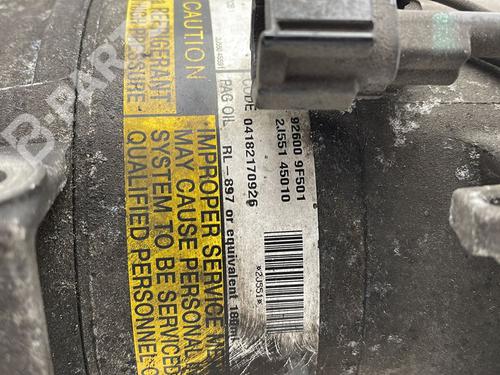 92600 9F501
2J551 45010
*2J551*
CODE 04182170926
PAG OIL RL-897 or equivalent
CAUTION
REFRIGERANT
HIGH PRESSURE
IMPROPER SERVICE
MAY CAUSE PERSONAL
SYSTEM TO BE SERVICED
QUALIFIED PERSONNEL